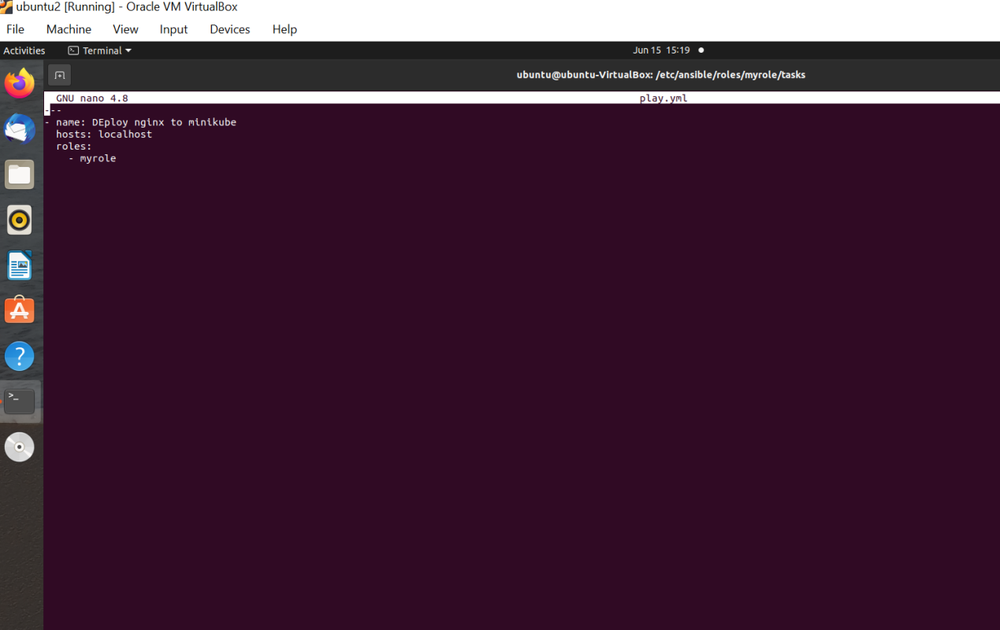 ubuntu2 [Running] - Oracle VM VirtualBox
File Machine View Input Devices Help
Activities Terminal Jun 15 15:19
ubuntu@ubuntu-VirtualBox: /etc/ansible/roles/myrole/tasks
GNU nano 4.8 play.yml
---
- name: DEploy nginx to minikube
  hosts: localhost
  roles:
    - myrole